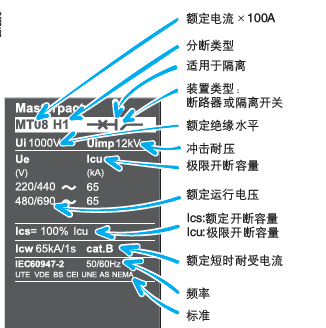 额定电流 × 100A
分断类型
适用于隔离
装置类型：
断路器或隔离开关
额定绝缘水平
冲击耐压
极限开断容量
额定运行电压
Ics:额定开断容量
Icu:极限开断容量
额定短时耐受电流
频率
标准
Masterpact
MT08 H1
Ui 1000V Uimp 12kV
Ue Icu
(V) (kA)
220/440 ~ 65
480/690 ~ 65
Ics= 100% Icu
Icw 65kA/1s cat.B
IEC60947-2 50/60Hz
UTE VDE BS CEI UNE AS NEMA